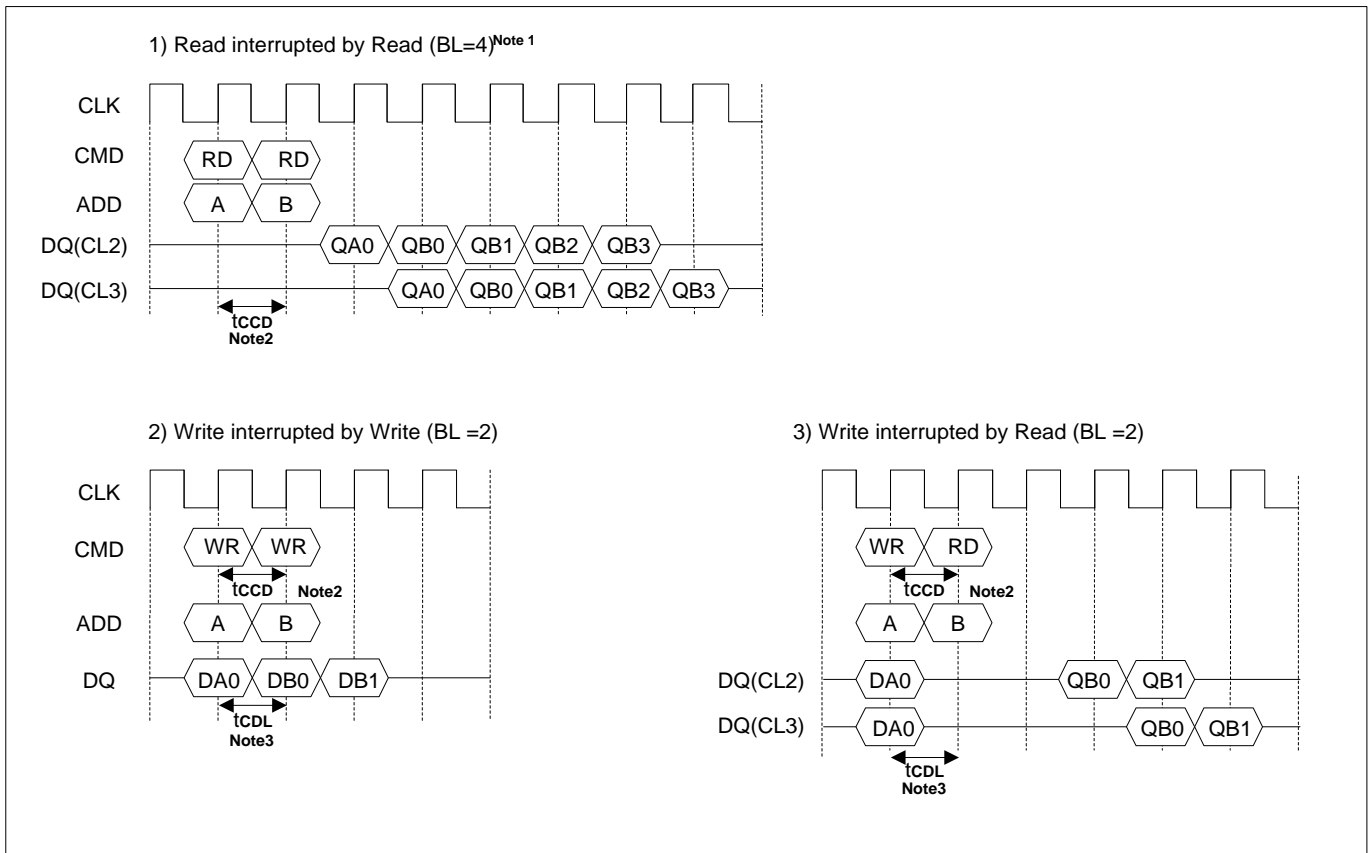 1) Read interrupted by Read (BL=4)Note 1
CLK
CMD RD RD
ADD A B
DQ(CL2) QA0 QB0 QB1 QB2 QB3
DQ(CL3) QA0 QB0 QB1 QB2 QB3
tCCD
Note2
2) Write interrupted by Write (BL =2)
CLK
CMD WR WR
tCCD Note2
ADD A B
DQ DA0 DB0 DB1
tCDL
Note3
3) Write interrupted by Read (BL =2)
WR RD
tCCD Note2
A B
DQ(CL2) DA0 QB0 QB1
DQ(CL3) DA0 QB0 QB1
tCDL
Note3